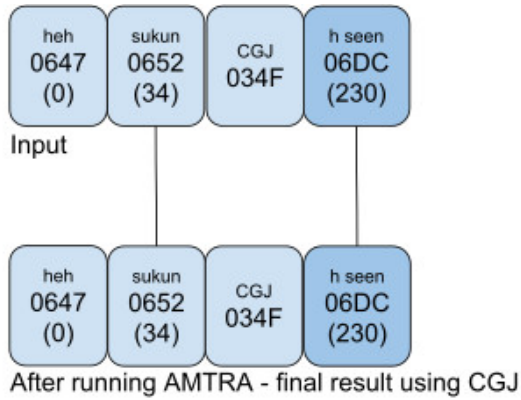 heh sukun CGJ h seen
0647 0652 034F 06DC
(0) (34) (230)
Input
heh sukun CGJ h seen
0647 0652 034F 06DC
(0) (34) (230)
After running AMTRA - final result using CGJ